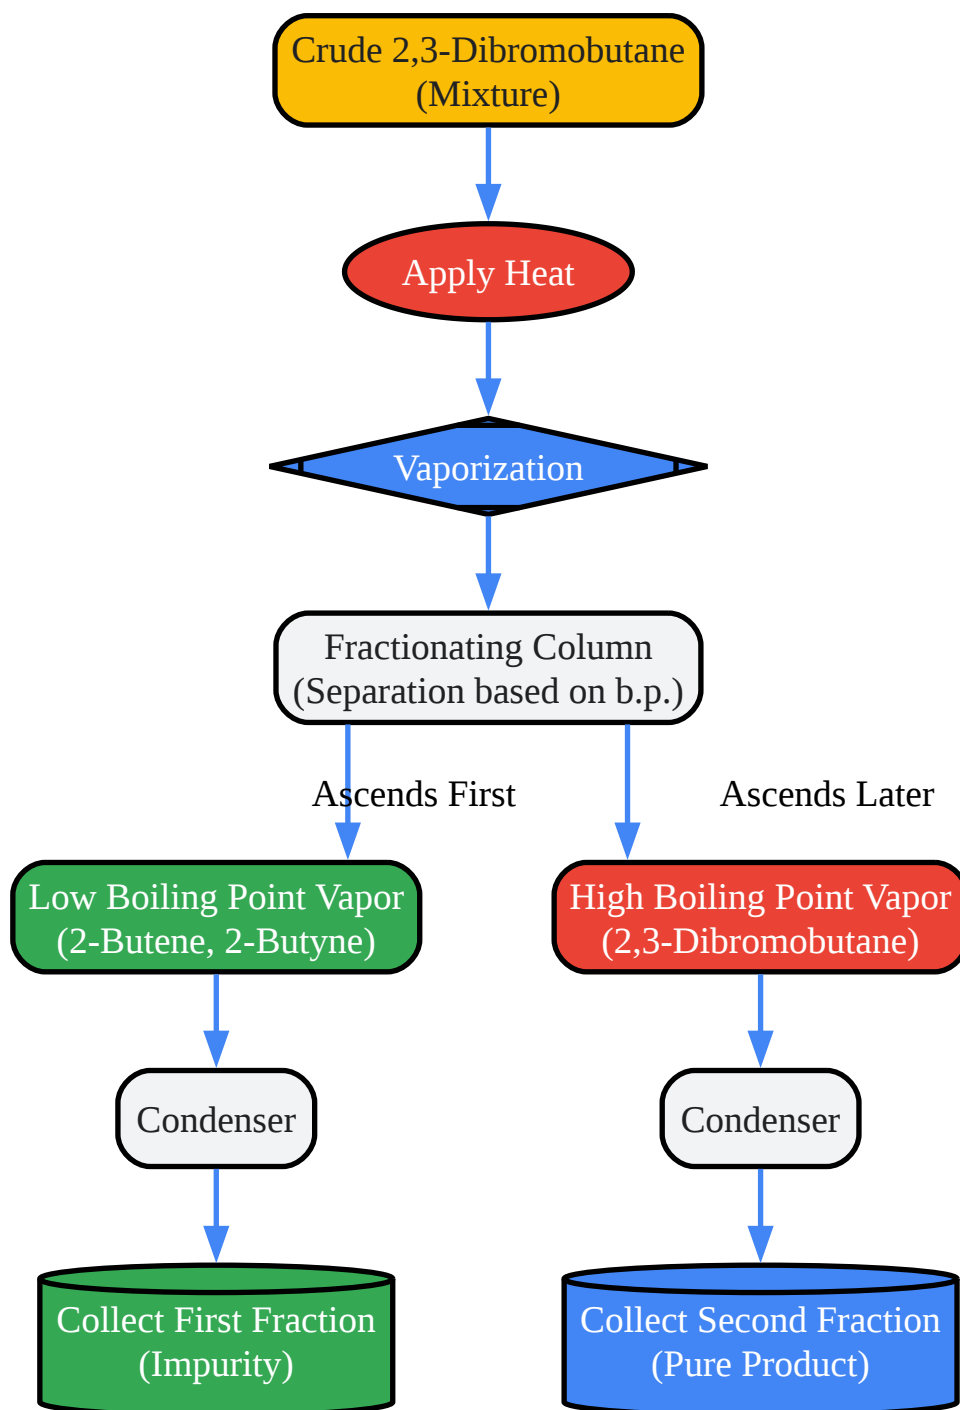 Crude 2,3-Dibromobutane
(Mixture)
Apply Heat
Vaporization
Fractionating Column
(Separation based on b.p.)
Ascends First
Ascends Later
Low Boiling Point Vapor
(2-Butene, 2-Butyne)
High Boiling Point Vapor
(2,3-Dibromobutane)
Condenser
Condenser
Collect First Fraction
(Impurity)
Collect Second Fraction
(Pure Product)